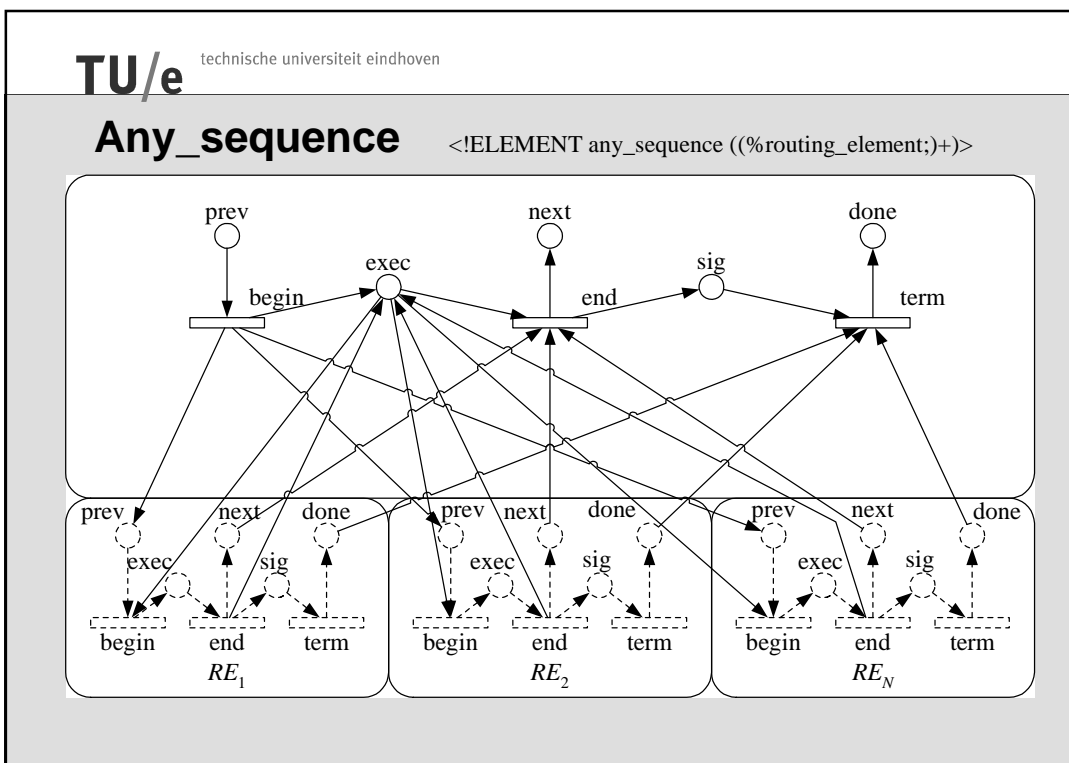 TU/e technische universiteit eindhoven
Any_sequence <!ELEMENT any_sequence ((%routing_element;)+)>
prev next done
exec sig
begin end term
prev next done prev next done prev next done
exec sig exec sig exec sig
begin end term begin end term begin end term
RE1 RE2 REN